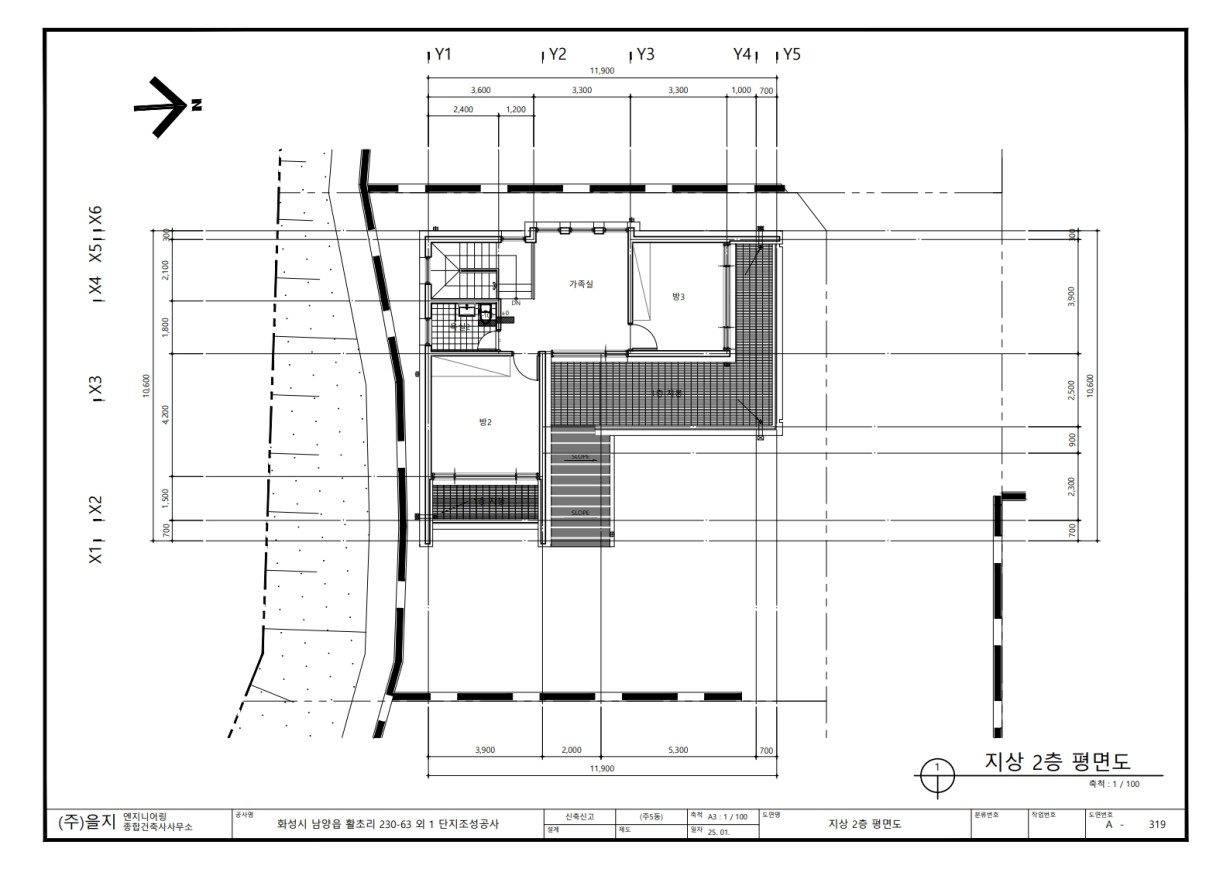 Y1 Y2 Y3 Y4 Y5
11,900
3,600 3,300 3,300 1,000 700
2,400 1,200
N
X6
X5
X4
X3
X2
X1
300
2,100
1,800
4,200
1,500
700
10,600
300
3,900
2,500
900
2,300
700
10,600
가족실
방3
DN
±0
욕실2
1층 지붕
방2
SLOPE
1층 지붕
SLOPE
3,900 2,000 5,300 700
11,900
1
지상 2층 평면도
축척 : 1 / 100
(주)을지 엔지니어링
종합건축사사무소
공사명
화성시 남양읍 활초리 230-63 외 1 단지조성공사
신축신고 (주5동) 축척 A3 : 1 / 100
설계 제도 일자 25. 01.
도면명
지상 2층 평면도
분류번호 작업번호 도면번호
A - 319